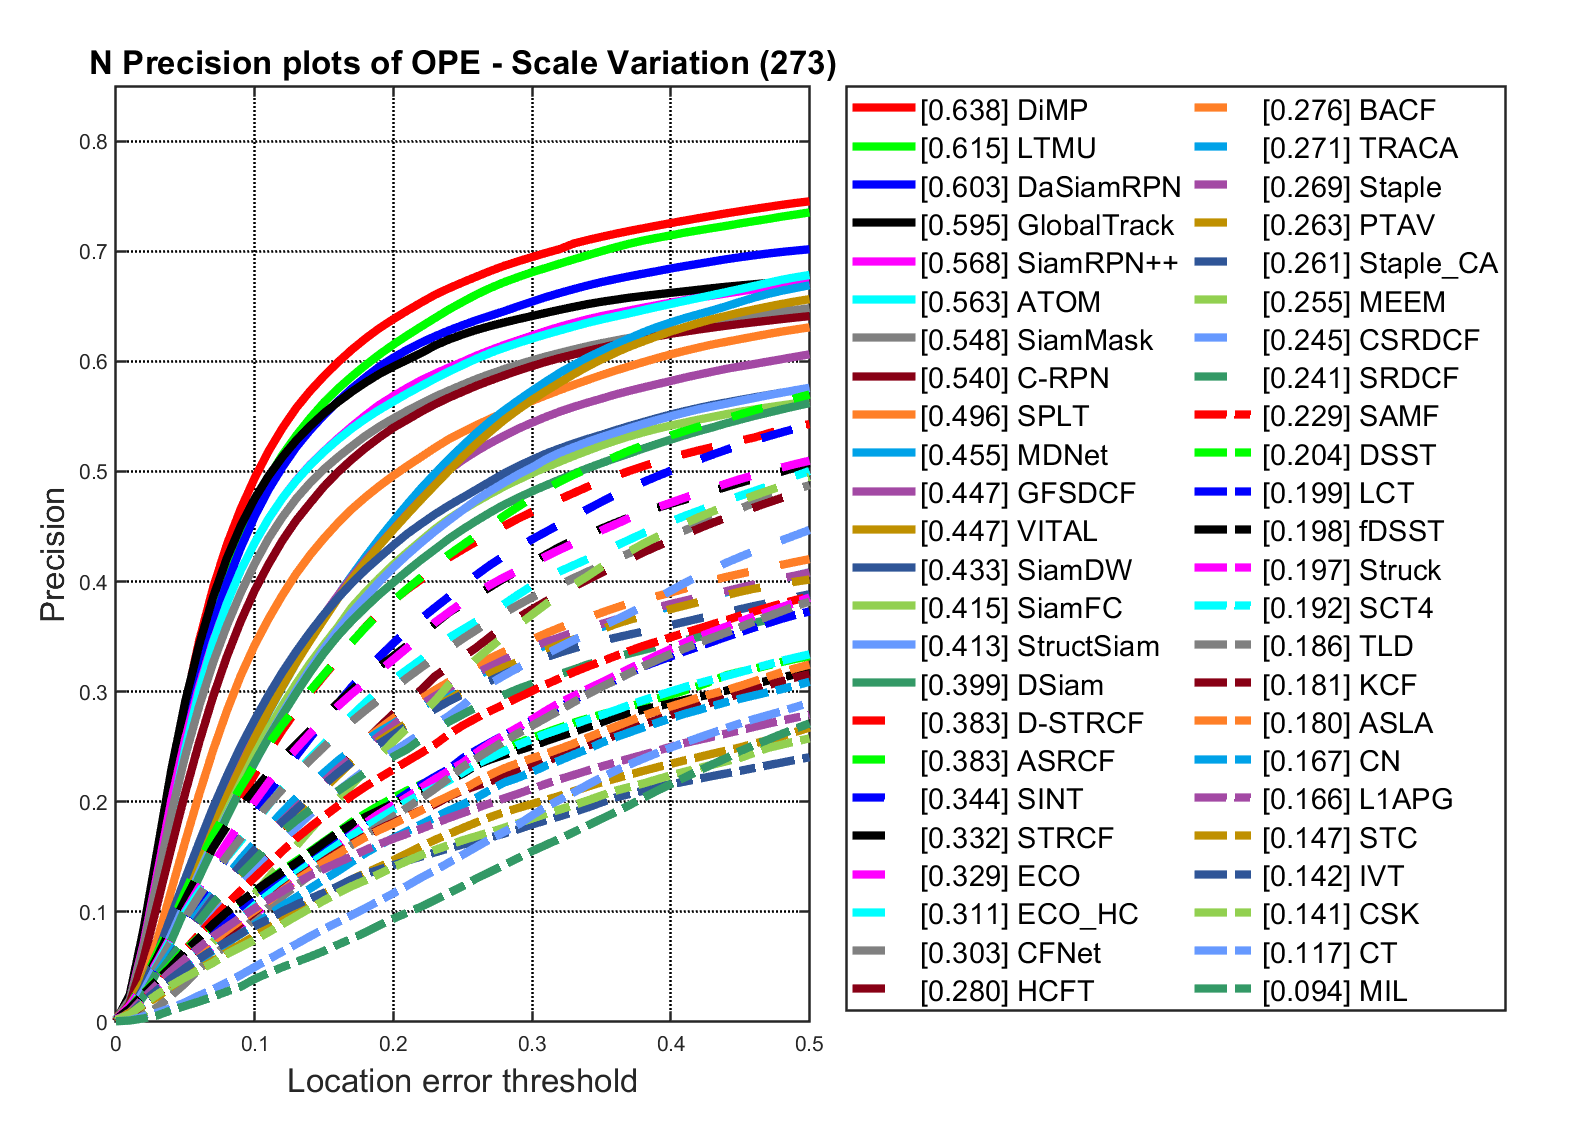 N Precision plots of OPE - Scale Variation (273)
Precision
0.8
0.7
0.6
0.5
0.4
0.3
0.2
0.1
0
0
0.1
0.2
0.3
0.4
0.5
Location error threshold
[0.638] DiMP
[0.615] LTMU
[0.603] DaSiamRPN
[0.595] GlobalTrack
[0.568] SiamRPN++
[0.563] ATOM
[0.548] SiamMask
[0.540] C-RPN
[0.496] SPLT
[0.455] MDNet
[0.447] GFSDCF
[0.447] VITAL
[0.433] SiamDW
[0.415] SiamFC
[0.413] StructSiam
[0.399] DSiam
[0.383] D-STRCF
[0.383] ASRCF
[0.344] SINT
[0.332] STRCF
[0.329] ECO
[0.311] ECO_HC
[0.303] CFNet
[0.280] HCFT
[0.276] BACF
[0.271] TRACA
[0.269] Staple
[0.263] PTAV
[0.261] Staple_CA
[0.255] MEEM
[0.245] CSRDCF
[0.241] SRDCF
[0.229] SAMF
[0.204] DSST
[0.199] LCT
[0.198] fDSST
[0.197] Struck
[0.192] SCT4
[0.186] TLD
[0.181] KCF
[0.180] ASLA
[0.167] CN
[0.166] L1APG
[0.147] STC
[0.142] IVT
[0.141] CSK
[0.117] CT
[0.094] MIL